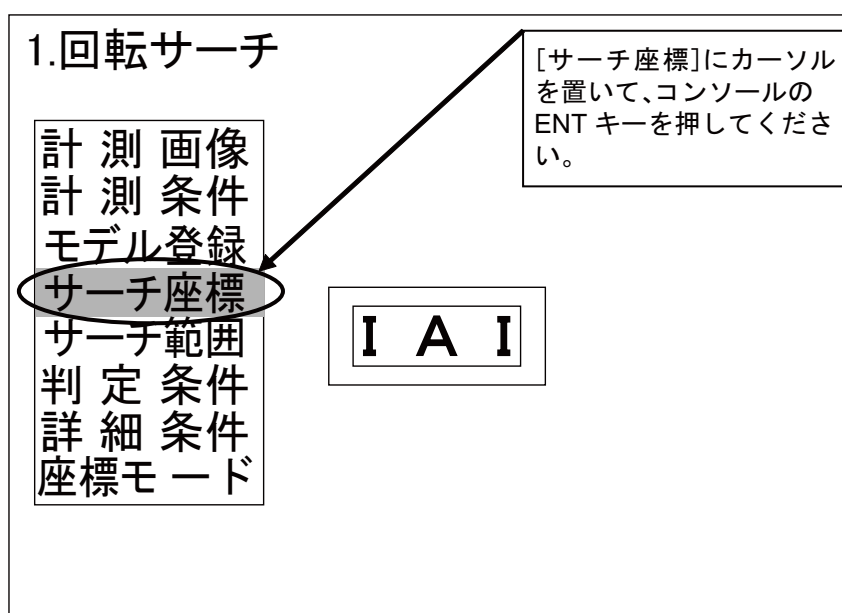 1.回転サーチ
[サーチ座標]にカーソル
を置いて、コンソールの
ENT キーを押してくださ
い。
計 測 画像
計 測 条件
モデル登録
サーチ座標
サーチ範囲
判 定 条件
詳 細 条件
座標モ ード
I A I